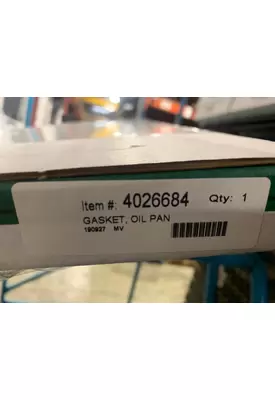 Item #: 4026684 Qty: 1
GASKET, OIL PAN
190927 MV